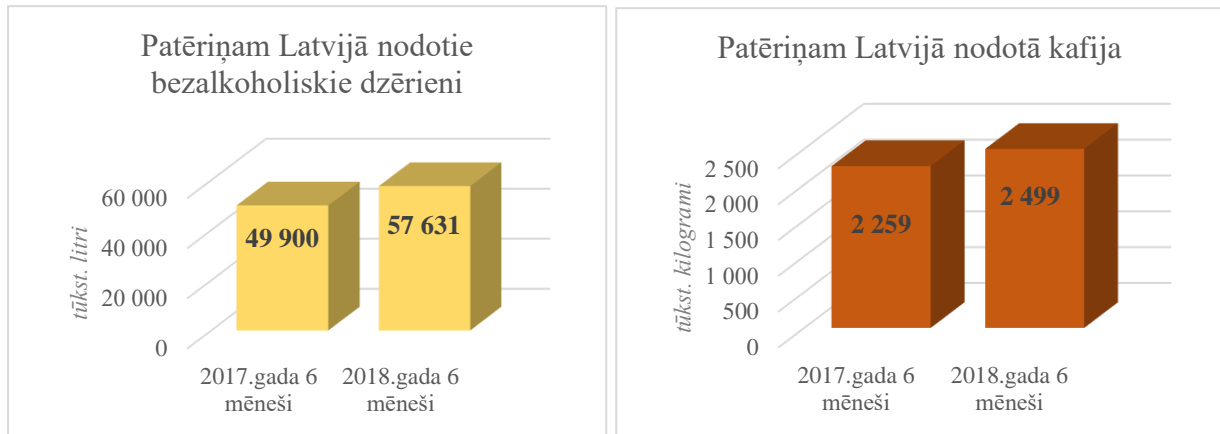 Patēriņam Latvijā nodotie
bezalkoholiskie dzērieni
tūkst. litri
60 000
40 000
20 000
0
49 900
57 631
2017.gada 6
mēneši
2018.gada 6
mēneši
Patēriņam Latvijā nodotā kafija
tūkst. kilogrami
2 500
2 000
1 500
1 000
500
0
2 259
2 499
2017.gada 6
mēneši
2018.gada 6
mēneši